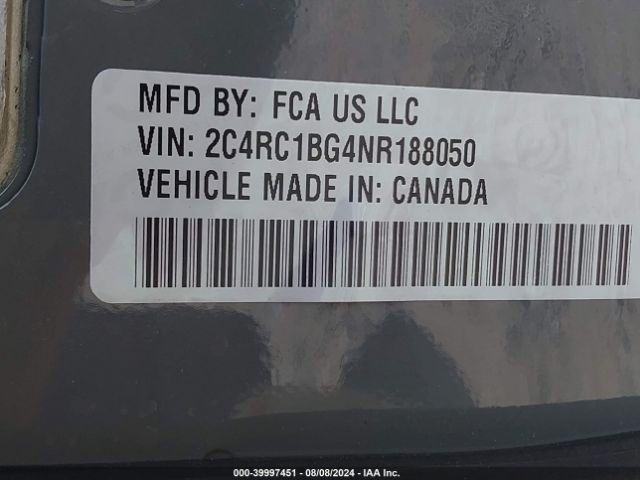 MFD BY: FCA US LLC
VIN: 2C4RC1BG4NR188050
VEHICLE MADE IN: CANADA
000-39997451 - 08/08/2024 - IAA Inc.